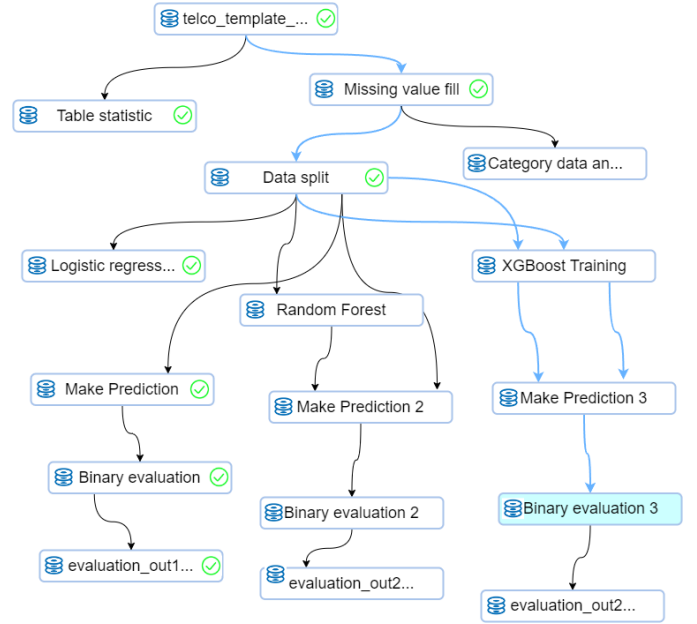 telco_template_...
Missing value fill
Table statistic
Category data an...
Data split
Logistic regress...
XGBoost Training
Random Forest
Make Prediction
Make Prediction 2
Make Prediction 3
Binary evaluation
Binary evaluation 2
Binary evaluation 3
evaluation_out1...
evaluation_out2...
evaluation_out2...